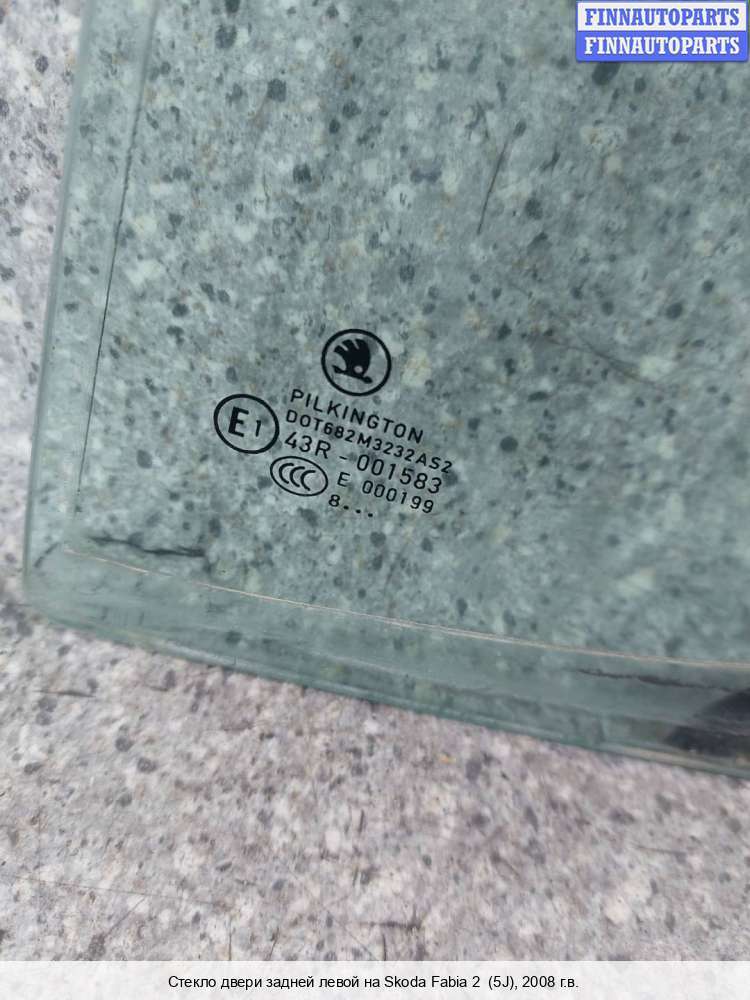 FINNAUTOPARTS
FINNAUTOPARTS
PILKINGTON
DOT682M3232AS2
E1
43R - 001583
CCC
E 000199
8...
Стекло двери задней левой на Skoda Fabia 2 (5J), 2008 г.в.